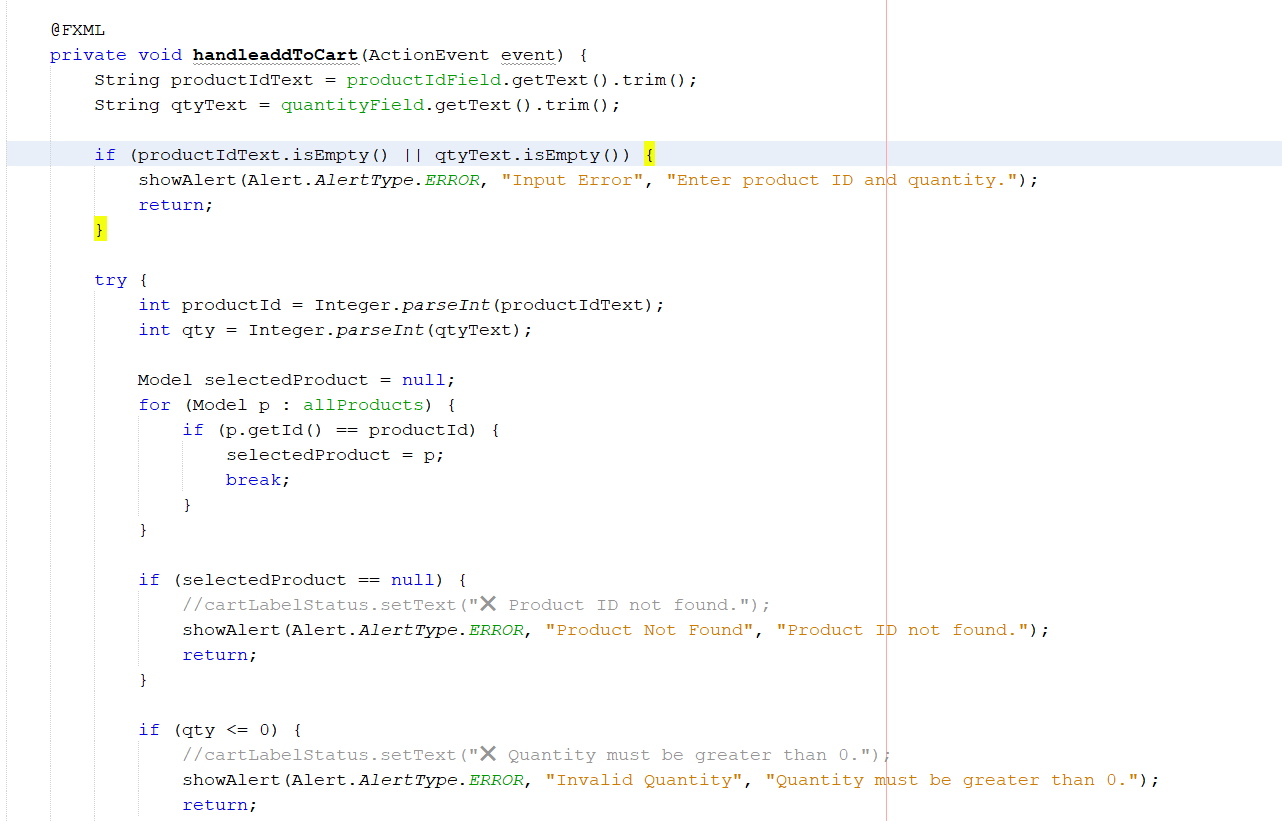 @FXML
private void handleaddToCart(ActionEvent event) {
String productIdText = productIdField.getText().trim();
String qtyText = quantityField.getText().trim();
if (productIdText.isEmpty() || qtyText.isEmpty()) {
showAlert(Alert.AlertType.ERROR, "Input Error", "Enter product ID and quantity.");
return;
}
try {
int productId = Integer.parseInt(productIdText);
int qty = Integer.parseInt(qtyText);
Model selectedProduct = null;
for (Model p : allProducts) {
if (p.getId() == productId) {
selectedProduct = p;
break;
}
}
if (selectedProduct == null) {
//cartLabelStatus.setText("❌ Product ID not found.");
showAlert(Alert.AlertType.ERROR, "Product Not Found", "Product ID not found.");
return;
}
if (qty <= 0) {
//cartLabelStatus.setText("❌ Quantity must be greater than 0.");
showAlert(Alert.AlertType.ERROR, "Invalid Quantity", "Quantity must be greater than 0.");
return;